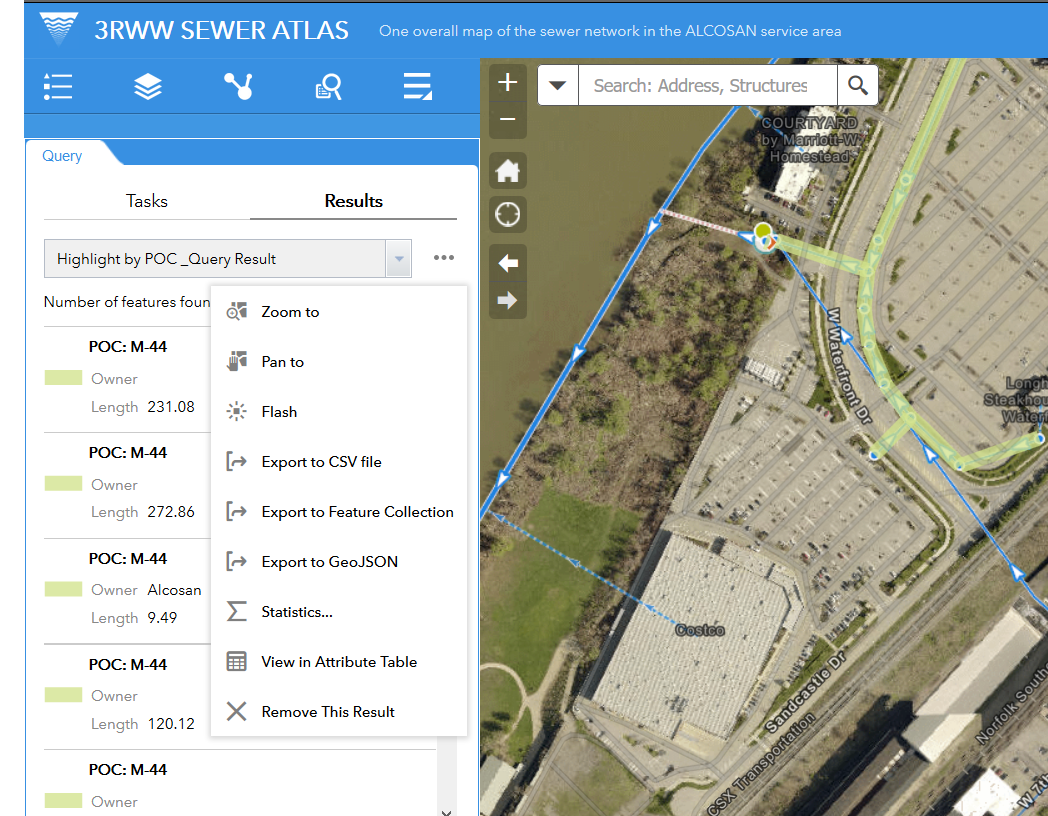 3RWW SEWER ATLAS
One overall map of the sewer network in the ALCOSAN service area
Search: Address, Structures
Query
Tasks
Results
Highlight by POC _Query Result
Number of features foun
POC: M-44
Owner
Length 231.08
POC: M-44
Owner
Length 272.86
POC: M-44
Owner Alcosan
Length 9.49
POC: M-44
Owner
Length 120.12
POC: M-44
Owner
Zoom to
Pan to
Flash
Export to CSV file
Export to Feature Collection
Export to GeoJSON
Statistics...
View in Attribute Table
Remove This Result
COURTYARD
by Marriott-W
Homestead
W Waterfront Dr
Longh
Steakhou
Waterf
Costco
Sandcastle Dr
CSX Transportation
Norfolk Southe
W 7th